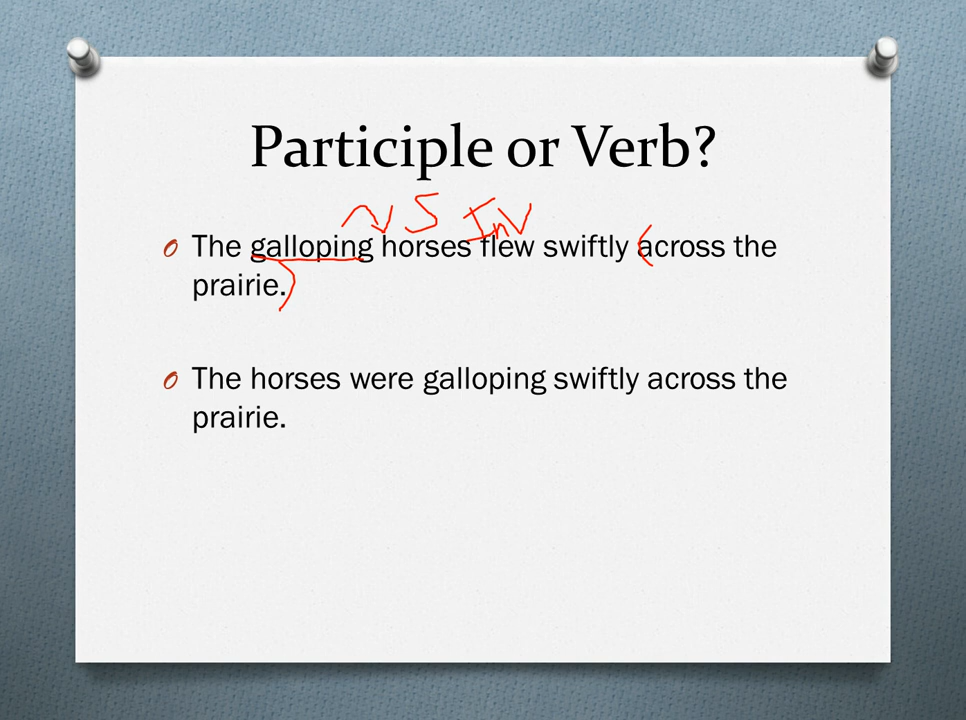 Participle or Verb?
S InV
The galloping horses flew swiftly (across the
prairie.)
The horses were galloping swiftly across the
prairie.